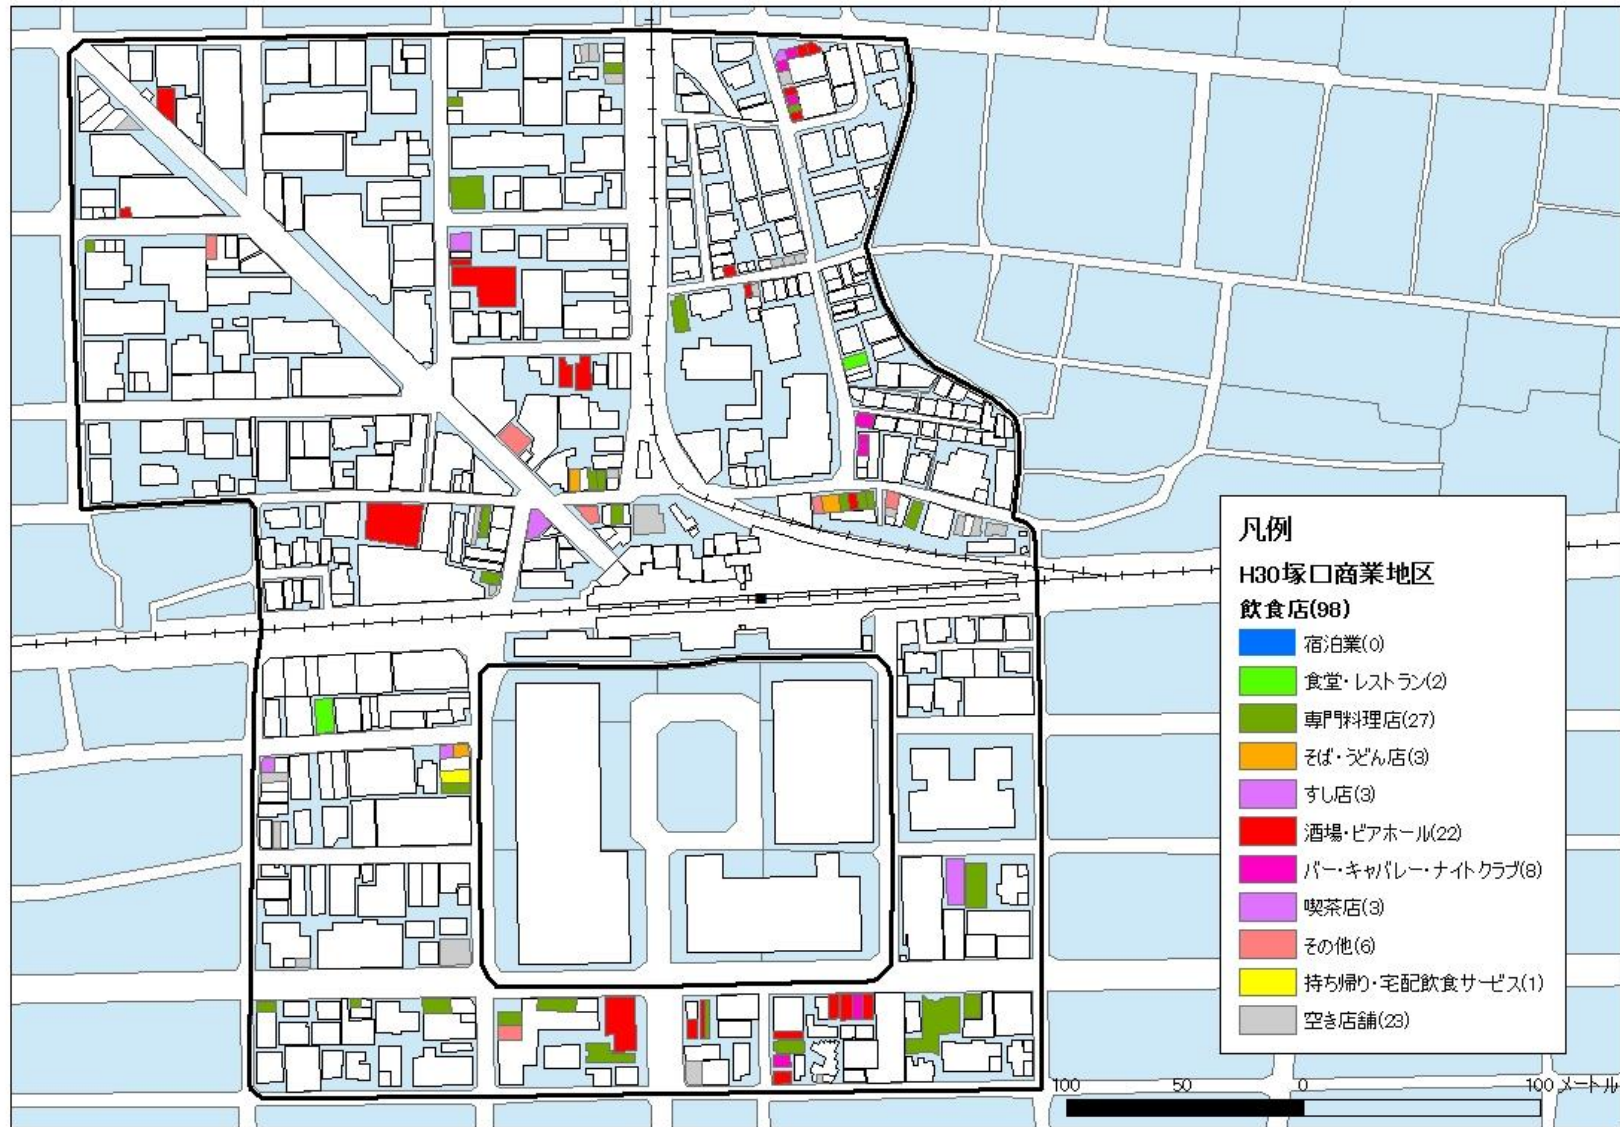 凡例
H30塚口商業地区
飲食店(98)
宿泊業(0)
食堂・レストラン(2)
専門料理店(27)
そば・うどん店(3)
すし店(3)
酒場・ビアホール(22)
バー・キャバレー・ナイトクラブ(8)
喫茶店(3)
その他(6)
持ち帰り・宅配飲食サービス(1)
空き店舗(23)
100 50 0 100 メートル